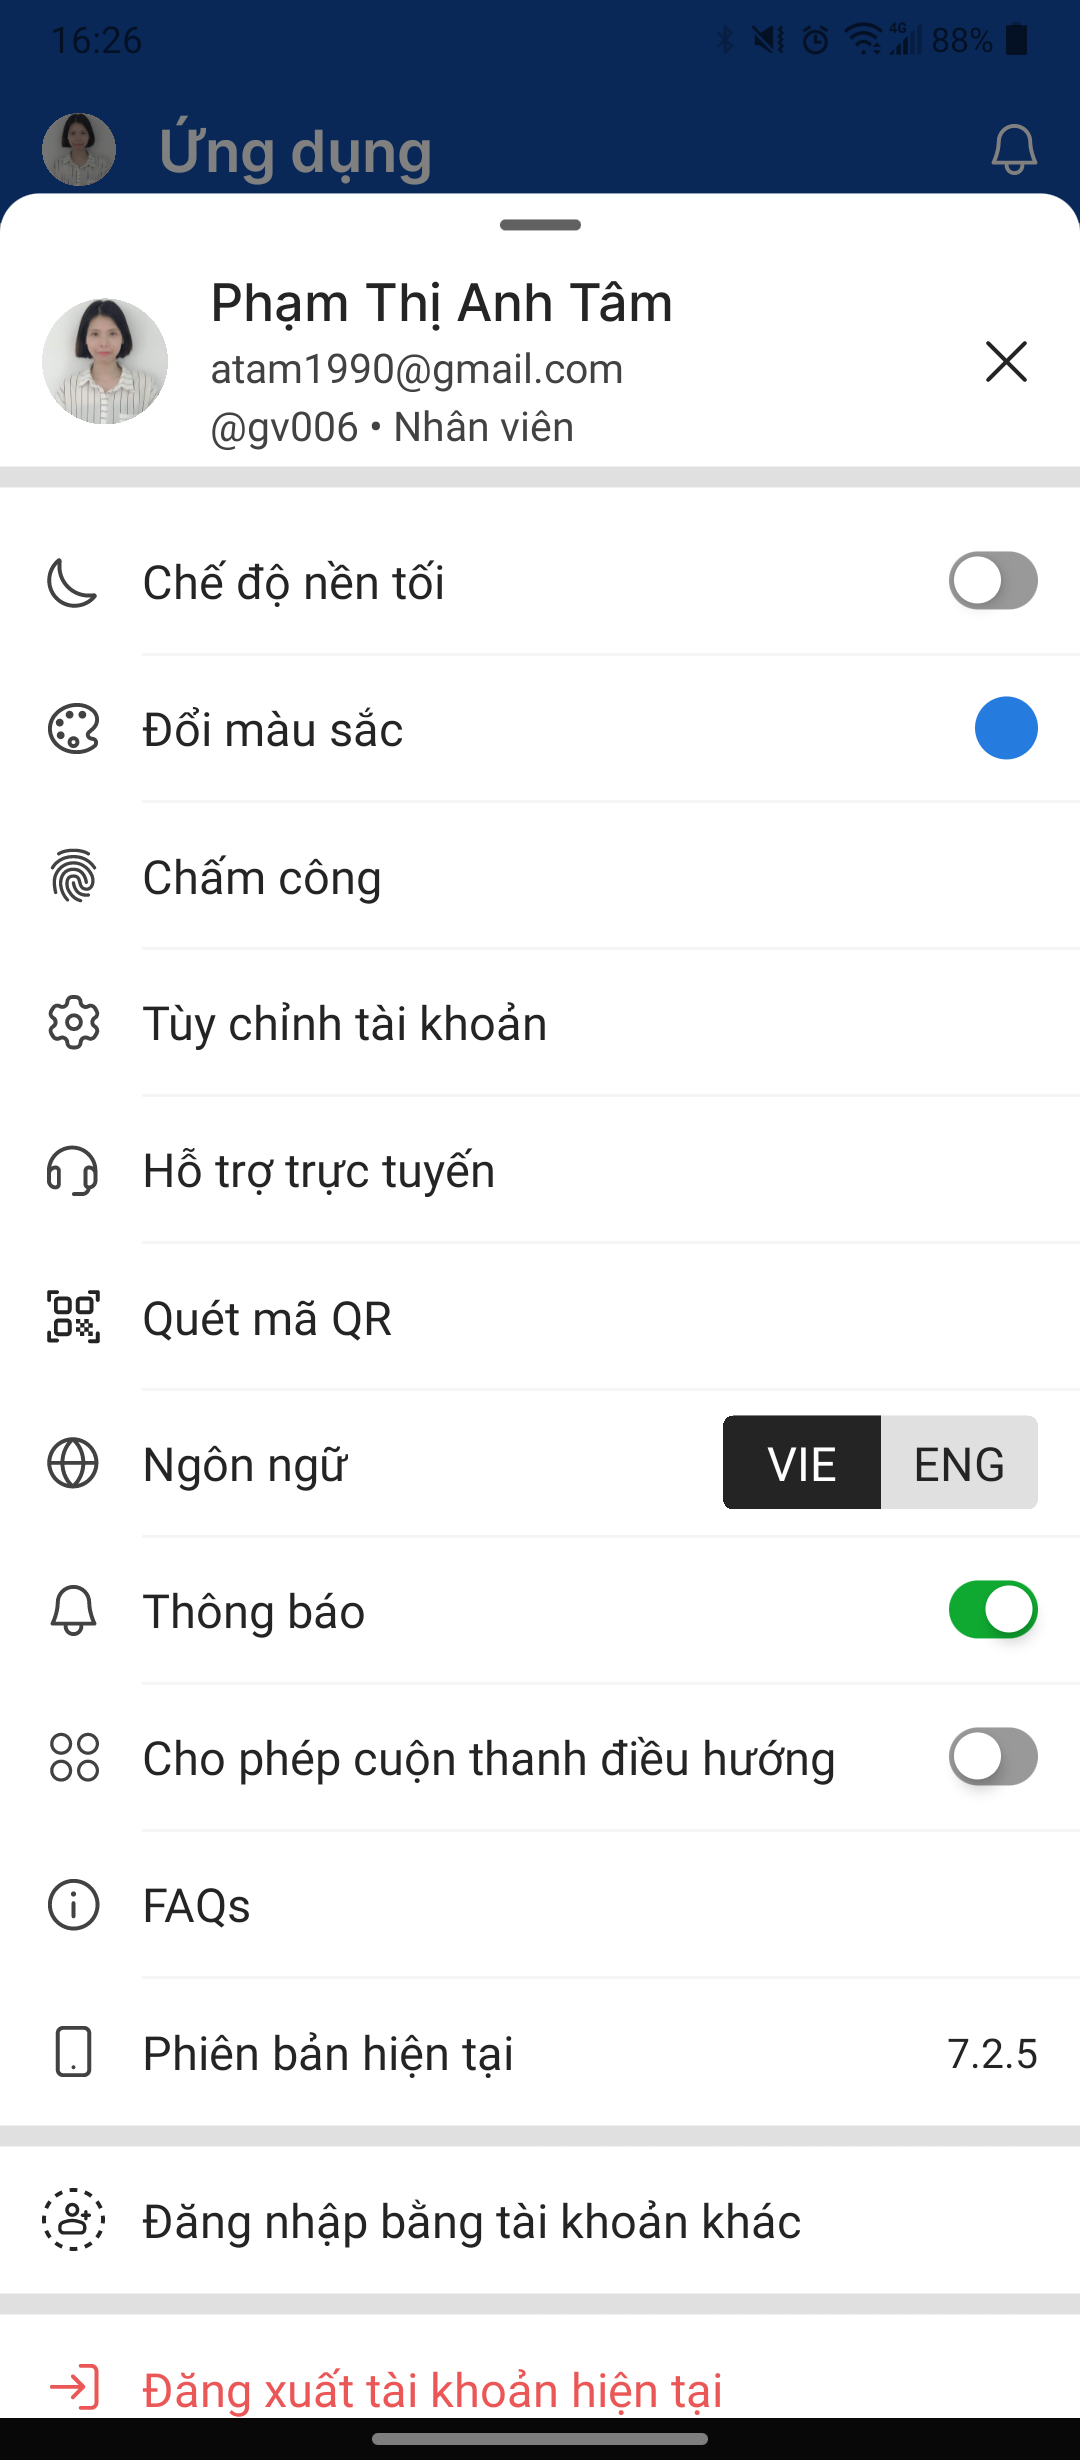 16:26
4G 88%
Ứng dụng
Phạm Thị Anh Tâm
atam1990@gmail.com
@gv006 • Nhân viên
Chế độ nền tối
Đổi màu sắc
Chấm công
Tùy chỉnh tài khoản
Hỗ trợ trực tuyến
Quét mã QR
Ngôn ngữ VIE ENG
Thông báo
Cho phép cuộn thanh điều hướng
FAQs
Phiên bản hiện tại 7.2.5
Đăng nhập bằng tài khoản khác
Đăng xuất tài khoản hiện tại